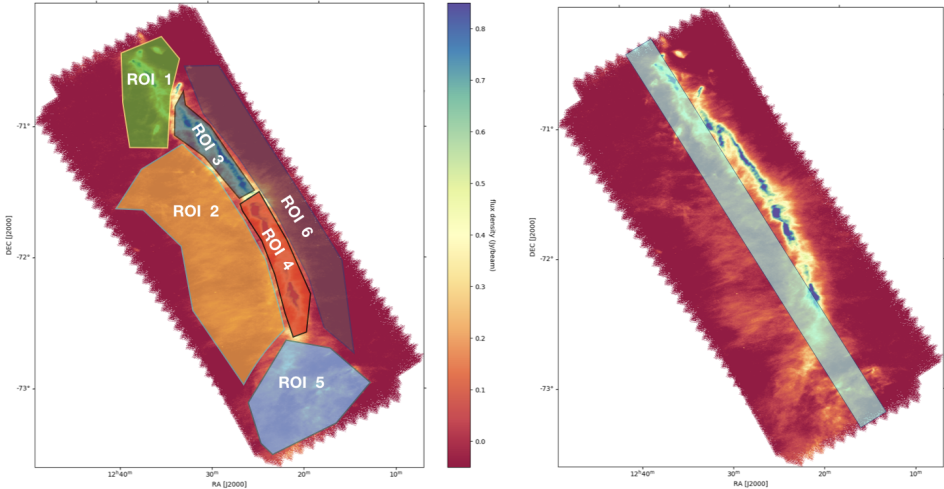 ROI 1
ROI 3
ROI 2
ROI 6
ROI 4
ROI 5
-71°
-72°
-73°
DEC [J2000]
12ʰ40ᵐ
30ᵐ
20ᵐ
10ᵐ
RA [J2000]
0.8
0.7
0.6
0.5
0.4
0.3
0.2
0.1
0.0
flux density (Jy/beam)
-71°
-72°
-73°
DEC [J2000]
12ʰ40ᵐ
30ᵐ
20ᵐ
10ᵐ
RA [J2000]